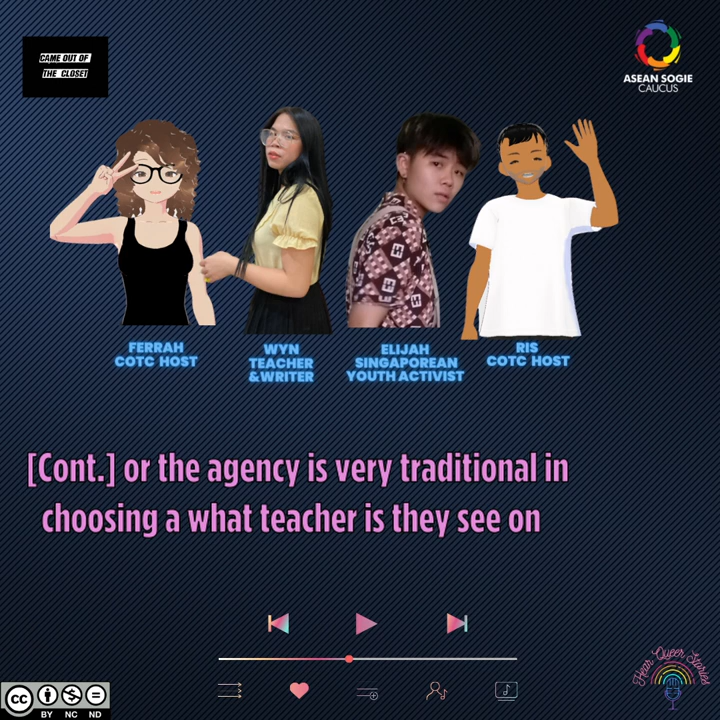 CAME OUT OF
THE CLOSET
ASEAN SOGIE
CAUCUS
FERRAH
COTC HOST
WYN
TEACHER
&WRITER
ELIJAH
SINGAPOREAN
YOUTH ACTIVIST
RIS
COTC HOST
[Cont.] or the agency is very traditional in
choosing a what teacher is they see on
Hear Queer Stories
cc
BY NC ND